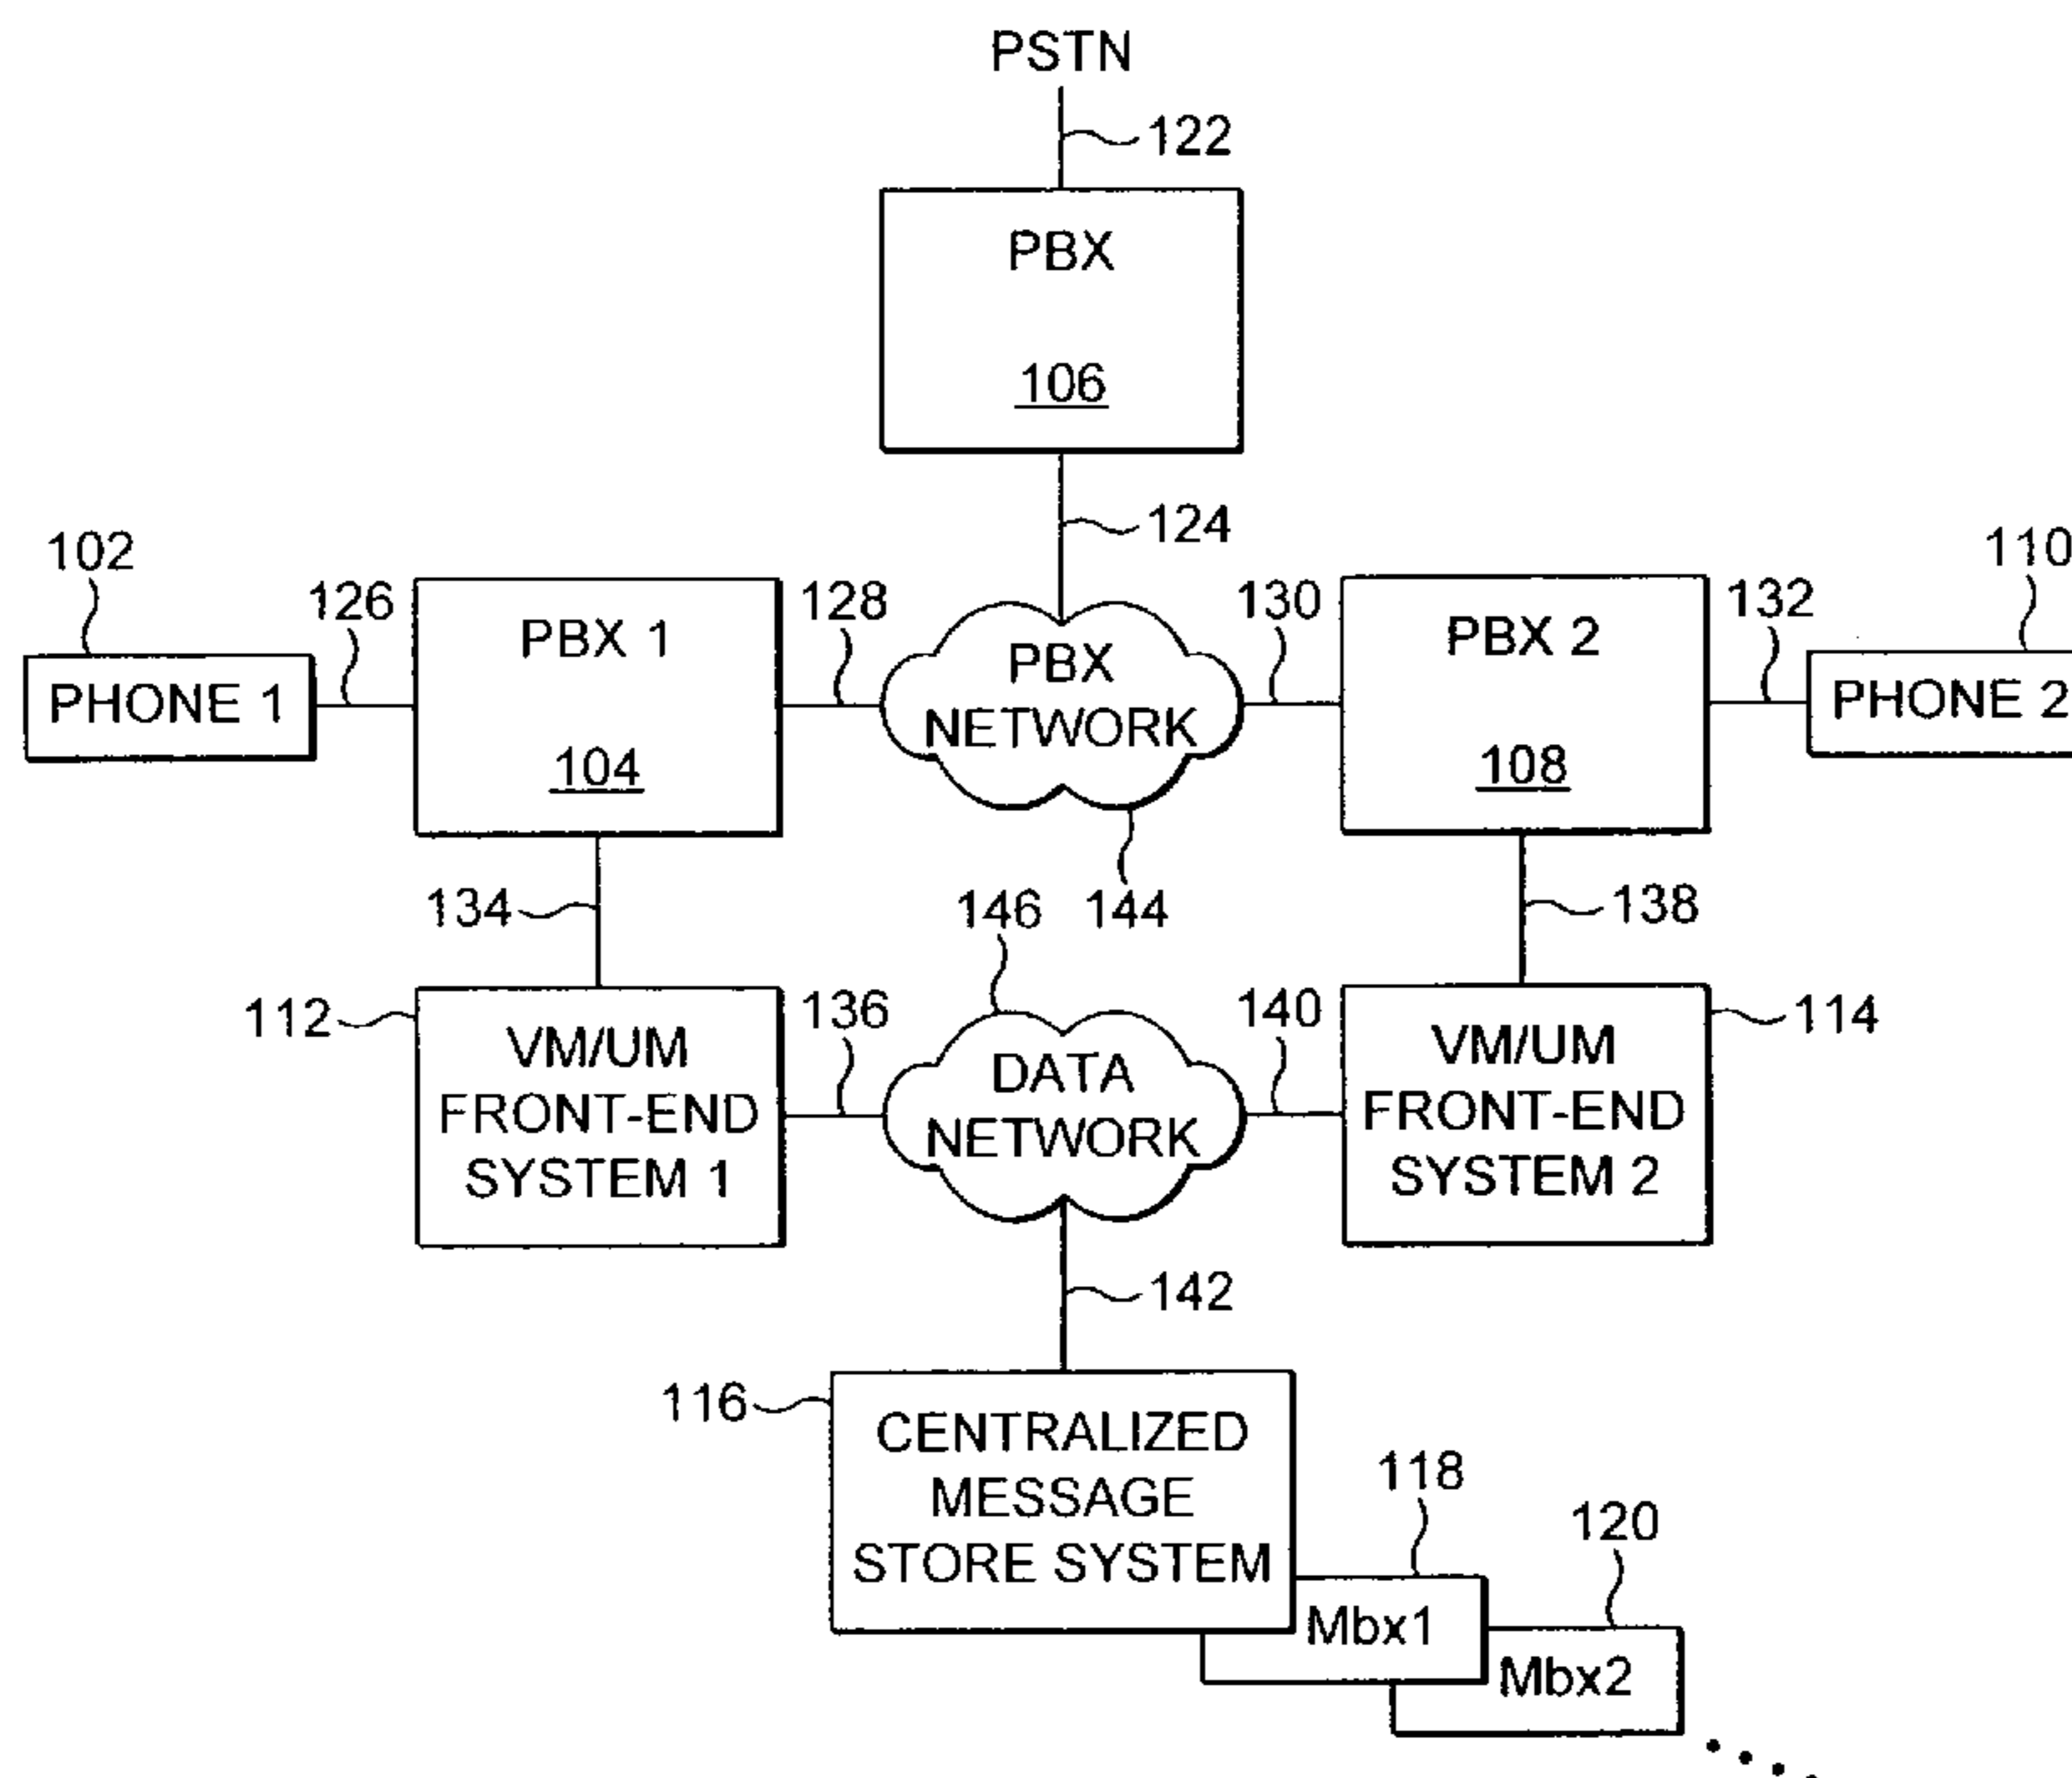 PSTN
122
PBX
106
124
102
126
PBX 1
128
130
PBX 2
132
110
PHONE 1
104
PBX
NETWORK
108
PHONE 2
134
146
144
138
112
VM/UM
FRONT-END
SYSTEM 1
136
DATA
NETWORK
140
VM/UM
FRONT-END
SYSTEM 2
114
142
116
CENTRALIZED
MESSAGE
STORE SYSTEM
118
Mbx1
120
Mbx2